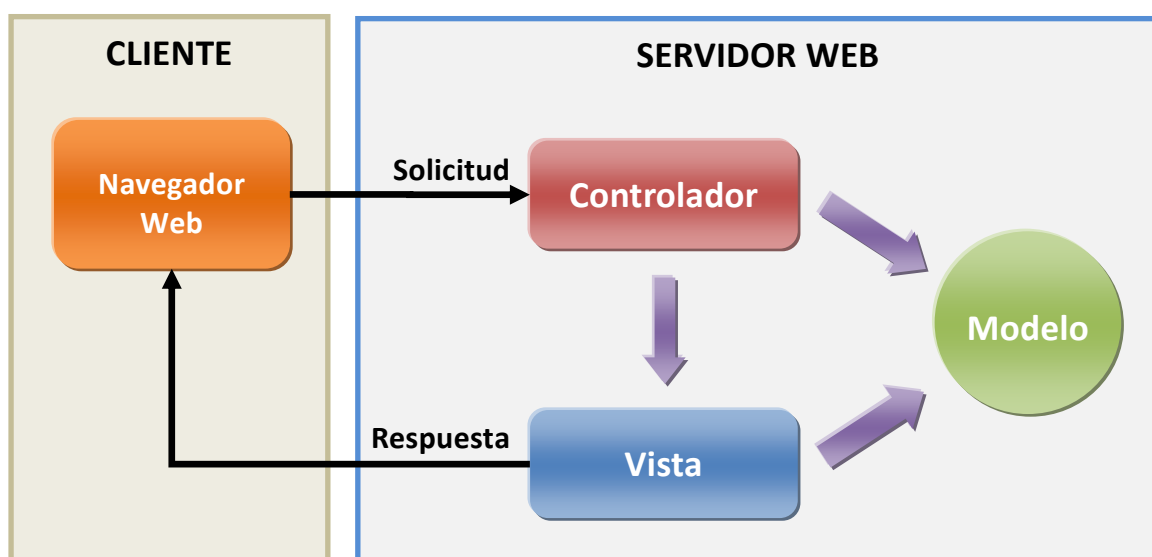 CLIENTE
SERVIDOR WEB
Navegador
Web
Solicitud
Controlador
Modelo
Respuesta
Vista